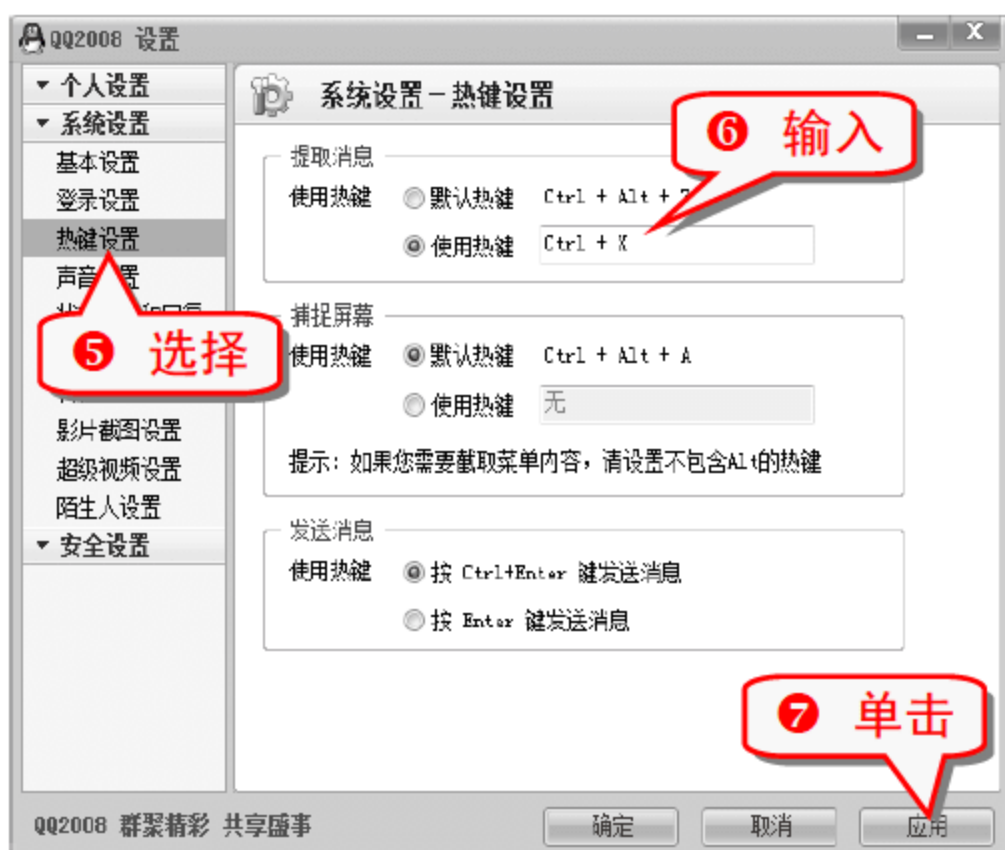 QQ2008 设置
个人设置
系统设置
基本设置
登录设置
热键设置
影片截图设置
超级视频设置
陌生人设置
安全设置
系统设置－热键设置
提取消息
使用热键 默认热键 Ctrl + Alt +
使用热键 Ctrl + X
捕捉屏幕
使用热键 默认热键 Ctrl + Alt + A
使用热键 无
提示：如果您需要截取菜单内容，请设置不包含Alt的热键
发送消息
使用热键 按 Ctrl+Enter 键发送消息
按 Enter 键发送消息
❺ 选择
❻ 输入
❼ 单击
QQ2008 群聚精彩 共享盛事
确定 取消 应用